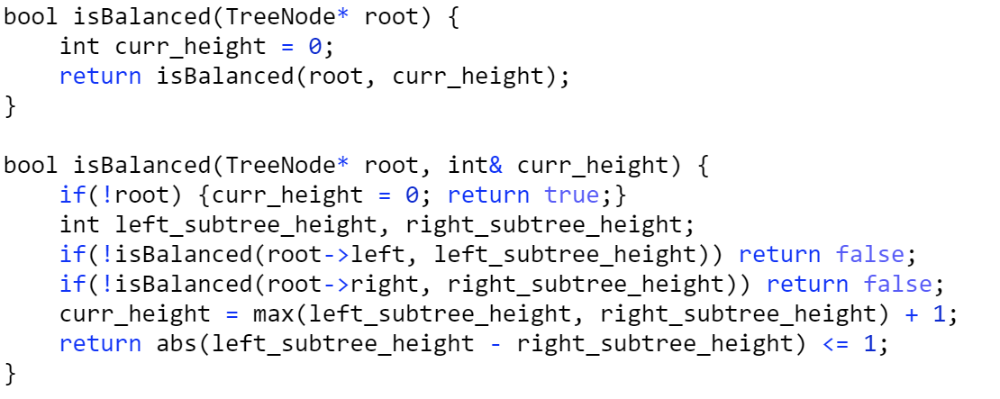 bool isBalanced(TreeNode* root) {
    int curr_height = 0;
    return isBalanced(root, curr_height);
}

bool isBalanced(TreeNode* root, int& curr_height) {
    if(!root) {curr_height = 0; return true;}
    int left_subtree_height, right_subtree_height;
    if(!isBalanced(root->left, left_subtree_height)) return false;
    if(!isBalanced(root->right, right_subtree_height)) return false;
    curr_height = max(left_subtree_height, right_subtree_height) + 1;
    return abs(left_subtree_height - right_subtree_height) <= 1;
}